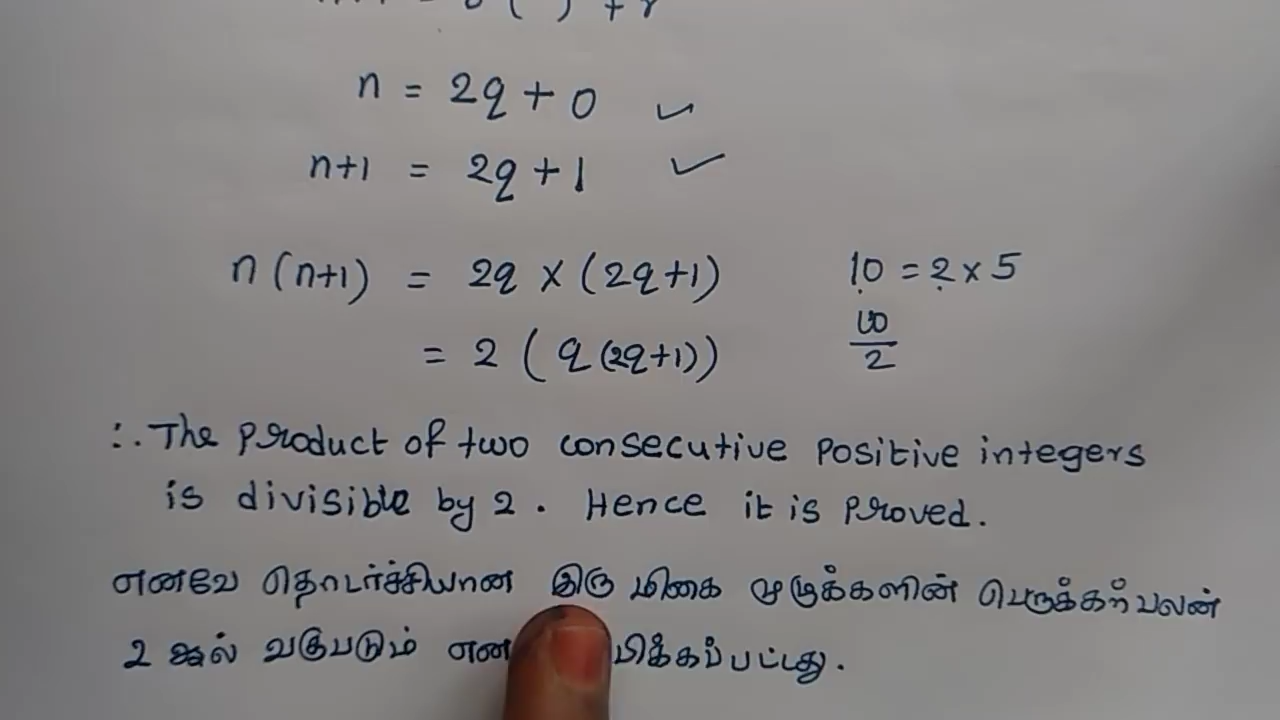 n = 2q + 0 ✓
n+1 = 2q + 1 ✓
n(n+1) = 2q × (2q+1)
10 = 2 × 5
= 2 ( q (2q+1))
10
2
∴ The product of two consecutive positive integers
is divisible by 2. Hence it is proved.
எனவே தொடர்ச்சியான இரு மிகை முழுக்களின் பெருக்கற்பலன்
2 ஆல் வகுபடும் என